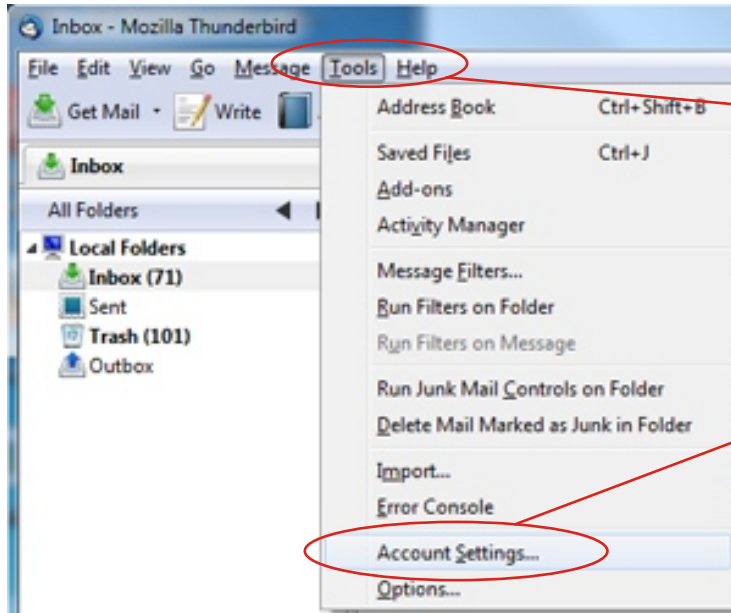 Inbox - Mozilla Thunderbird
File Edit View Go Message Tools Help
Get Mail Write
Inbox
All Folders
Local Folders
Inbox (71)
Sent
Trash (101)
Outbox
Address Book Ctrl+Shift+B
Saved Files Ctrl+J
Add-ons
Activity Manager
Message Filters...
Run Filters on Folder
Run Filters on Message
Run Junk Mail Controls on Folder
Delete Mail Marked as Junk in Folder
Import...
Error Console
Account Settings...
Options...